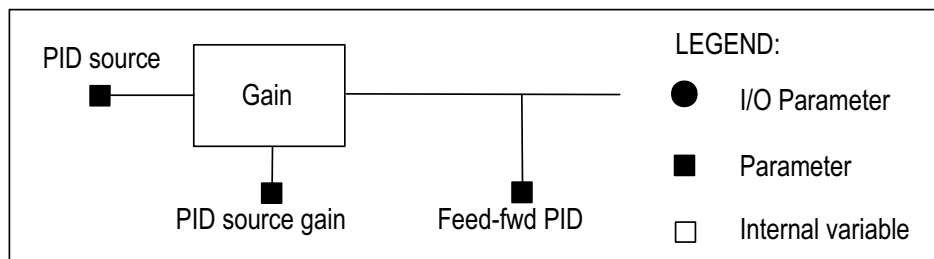 PID source
Gain
PID source gain
Feed-fwd PID
LEGEND:
I/O Parameter
Parameter
Internal variable